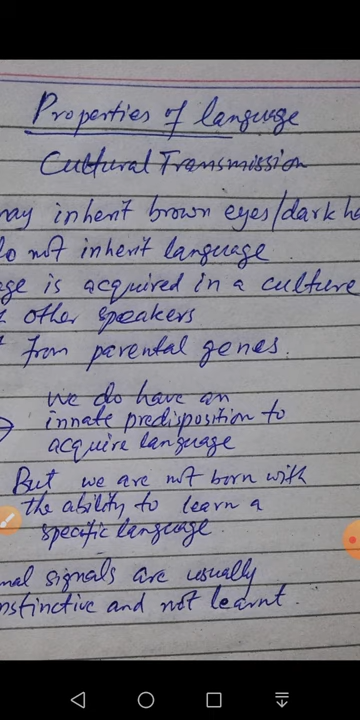 Properties of language
Cultural Transmission
may inherit brown eyes/dark ha
do not inherit language
ge is acquired in a culture
other speakers
from parental genes.
we do have an
innate predisposition to
acquire language
But we are not born with
the ability to learn a
specific language.
mal signals are usually
nstinctive and not learnt.